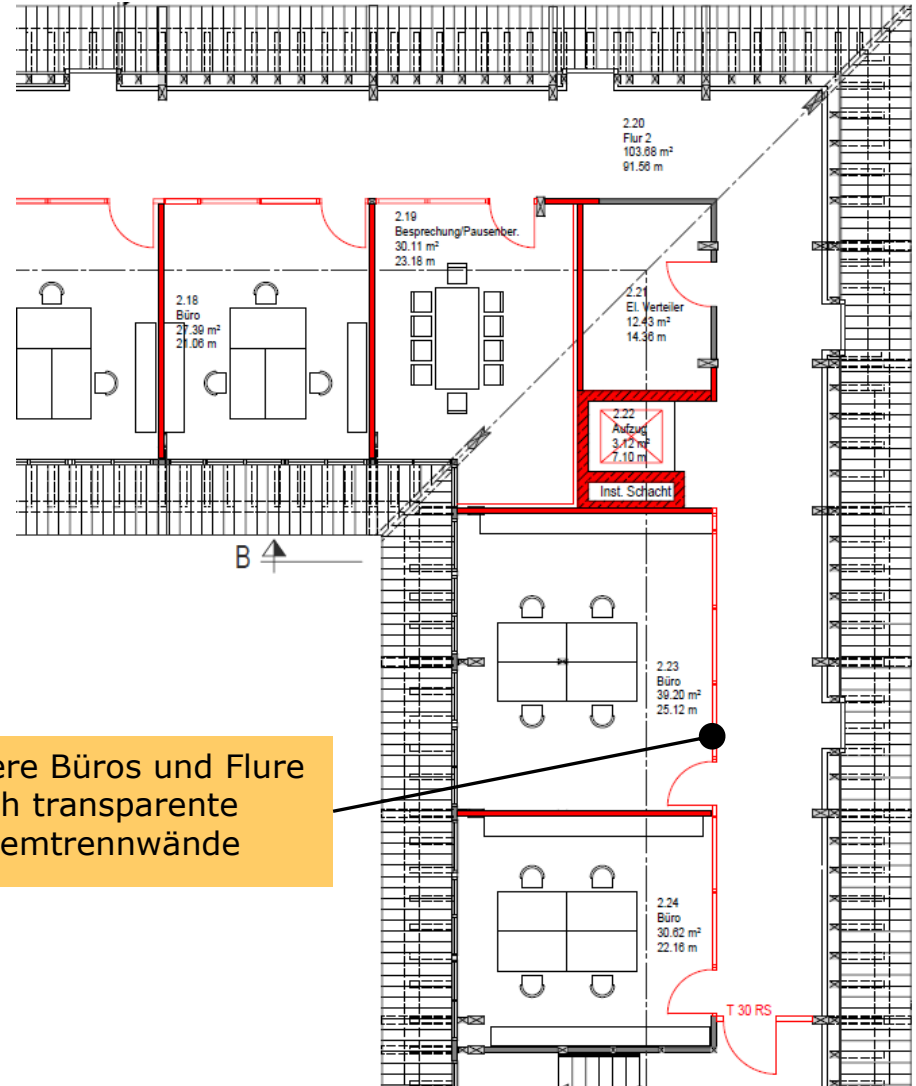 2.20
Flur 2
103.68 m²
91.56 m
2.19
Besprechung/Pausenber.
30.11 m²
23.18 m
2.18
Büro
27.39 m²
21.06 m
2.21
El. Verteiler
12.43 m²
14.36 m
2.22
Aufzug
3.12 m²
7.10 m
Inst. Schacht
B
2.23
Büro
39.20 m²
25.12 m
ere Büros und Flure
ch transparente
emtrennwände
2.24
Büro
30.62 m²
22.16 m
T 30 RS